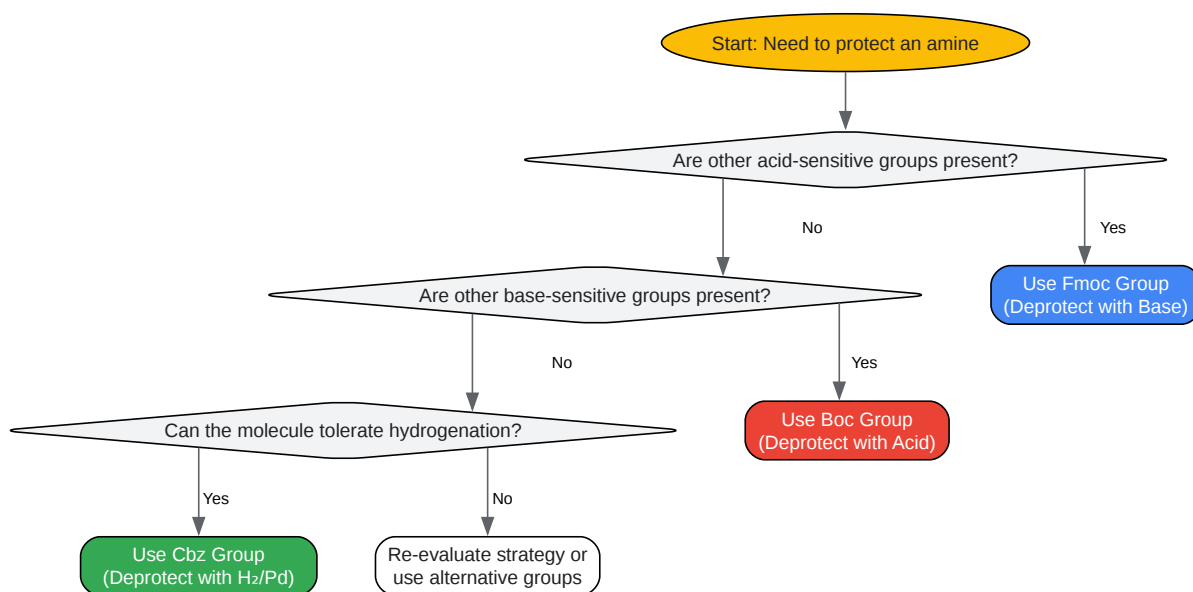 Start: Need to protect an amine
Are other acid-sensitive groups present?
No
Yes
Are other base-sensitive groups present?
Use Fmoc Group
(Deprotect with Base)
No
Yes
Can the molecule tolerate hydrogenation?
Use Boc Group
(Deprotect with Acid)
Yes
No
Use Cbz Group
(Deprotect with H₂/Pd)
Re-evaluate strategy or
use alternative groups